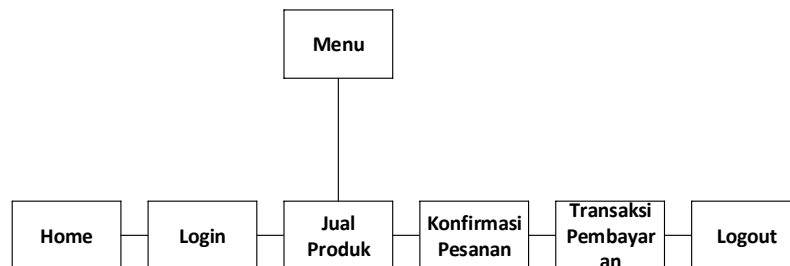 Menu
Home
Login
Jual
Produk
Konfirmasi
Pesanan
Transaksi
Pembayar
an
Logout